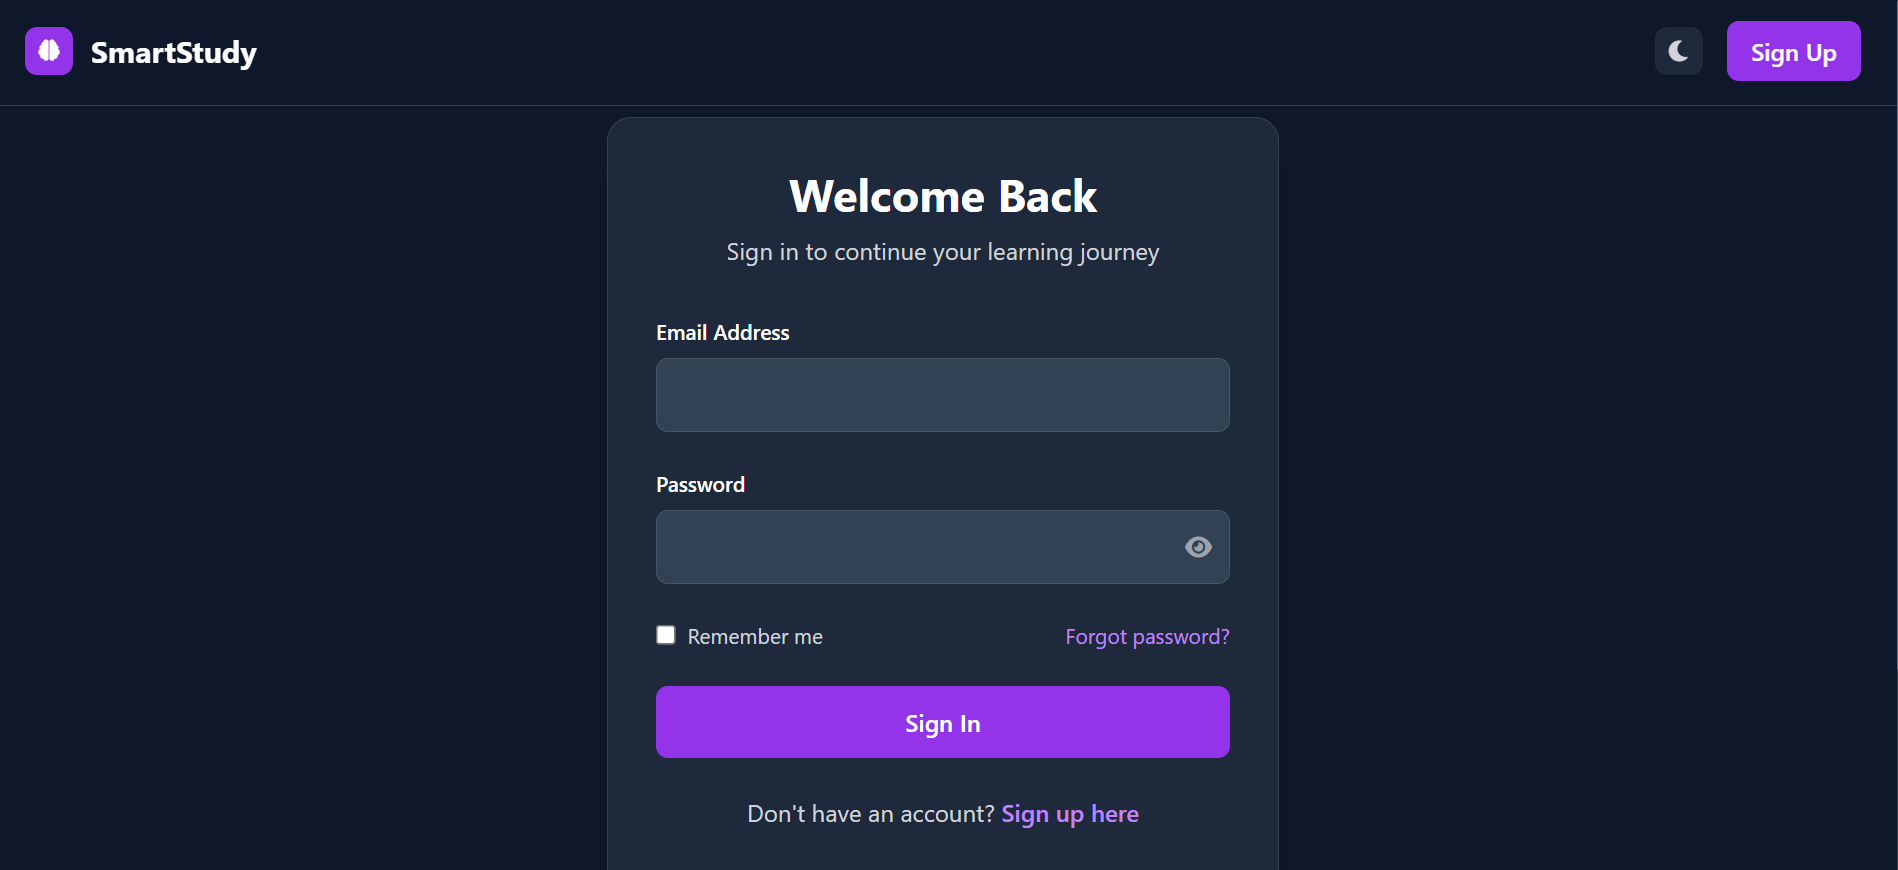 SmartStudy
Sign Up
Welcome Back
Sign in to continue your learning journey
Email Address
Password
Remember me
Forgot password?
Sign In
Don't have an account? Sign up here